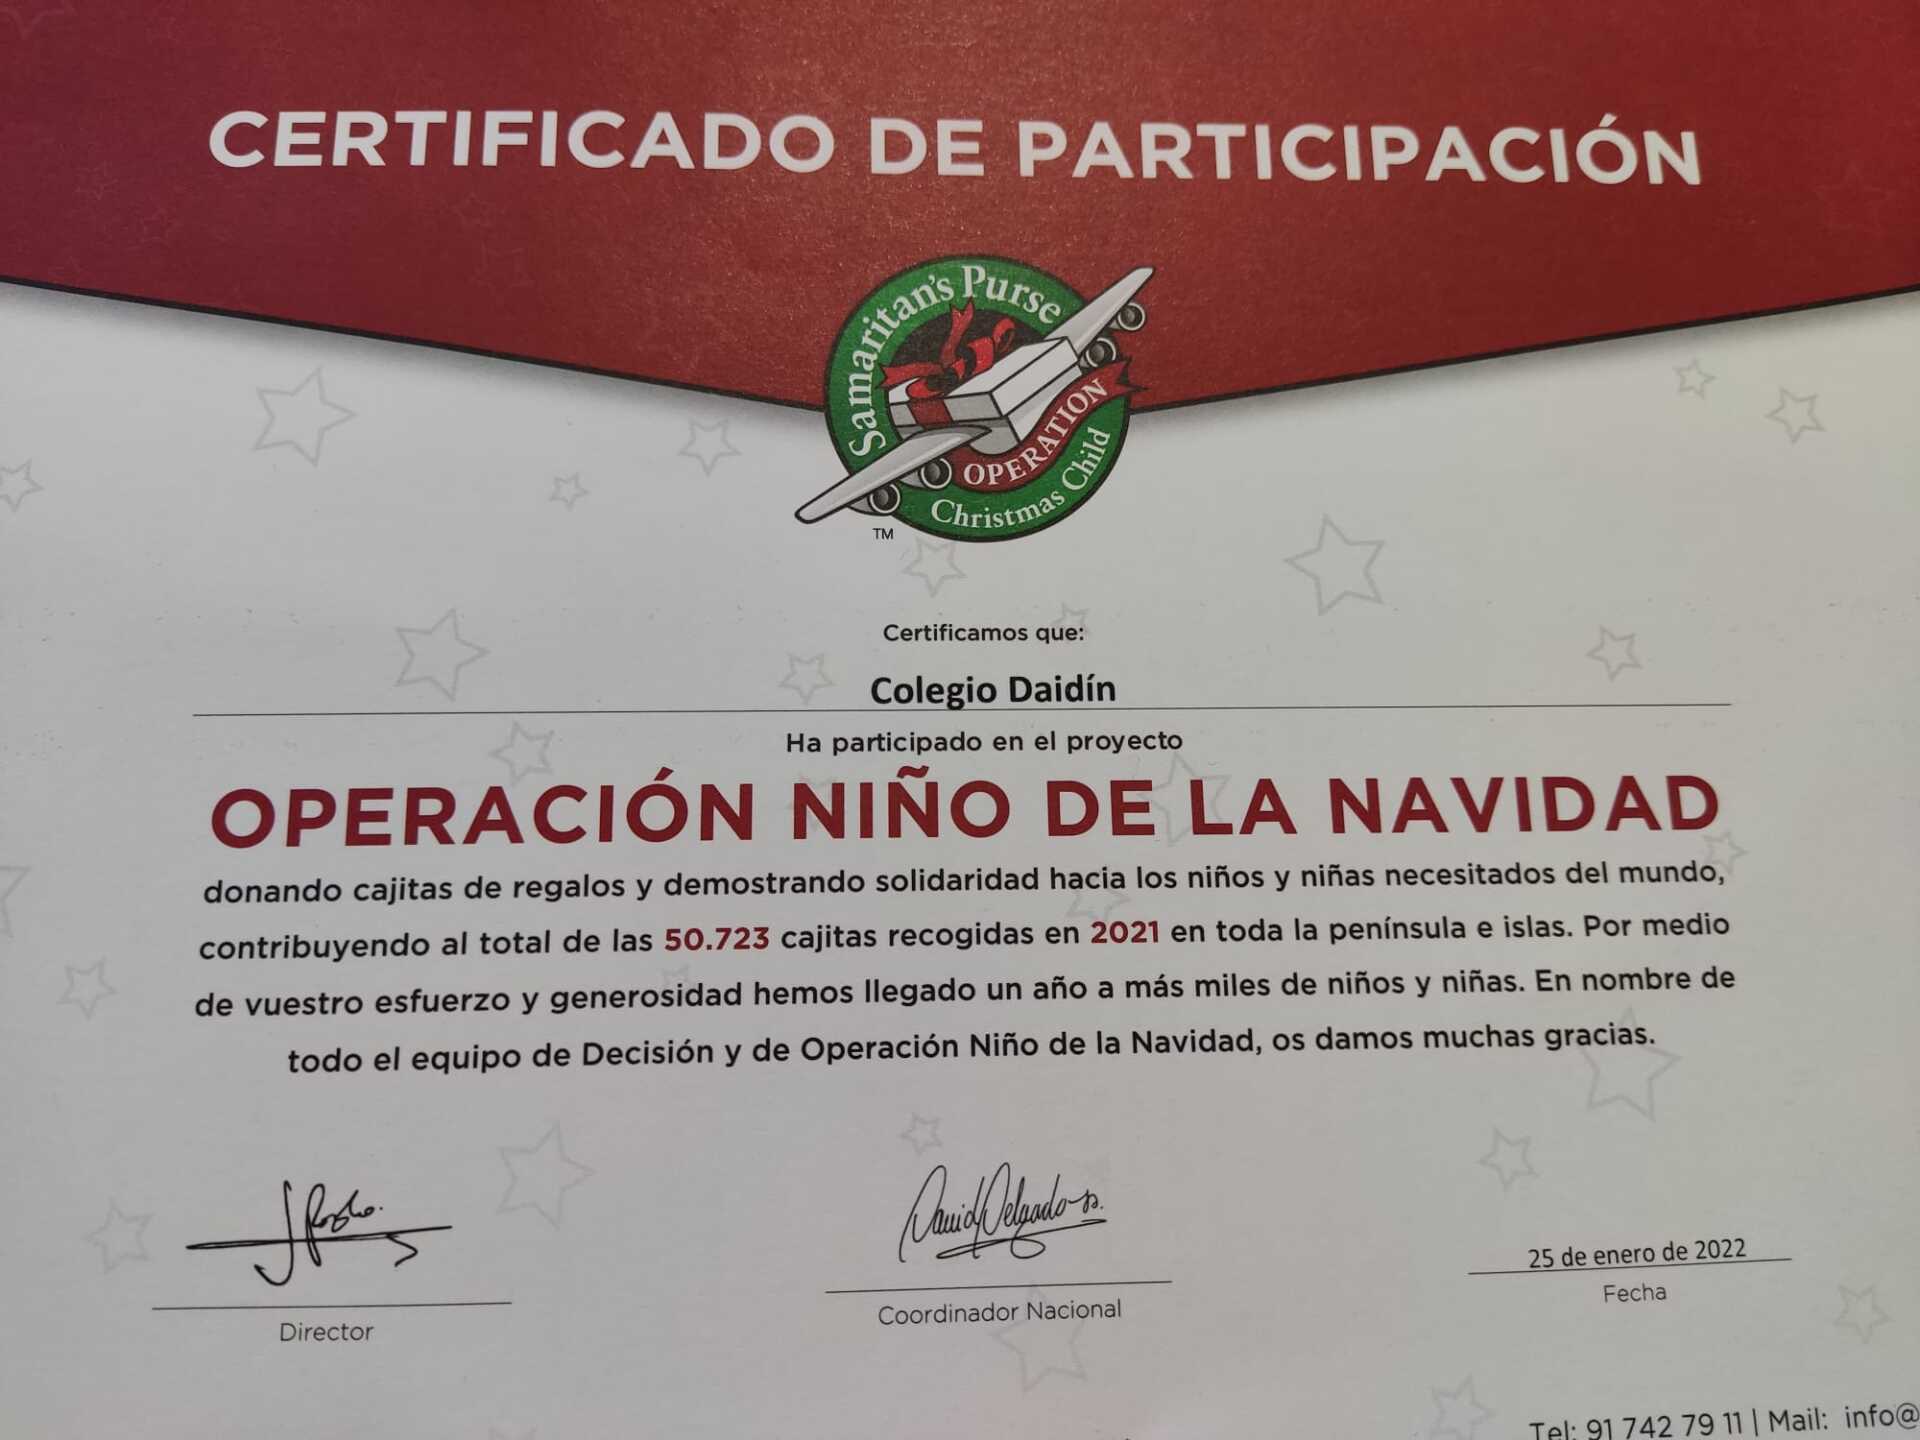 CERTIFICADO DE PARTICIPACIÓN
Samaritan's Purse
OPERATION
Christmas Child
TM
Certificamos que:
Colegio Daidín
Ha participado en el proyecto
OPERACIÓN NIÑO DE LA NAVIDAD
donando cajitas de regalos y demostrando solidaridad hacia los niños y niñas necesitados del mundo,
contribuyendo al total de las 50.723 cajitas recogidas en 2021 en toda la península e islas. Por medio
de vuestro esfuerzo y generosidad hemos llegado un año a más miles de niños y niñas. En nombre de
todo el equipo de Decisión y de Operación Niño de la Navidad, os damos muchas gracias.
David Delgado
25 de enero de 2022
Director
Coordinador Nacional
Fecha
Tel: 91 742 79 11 | Mail: info@